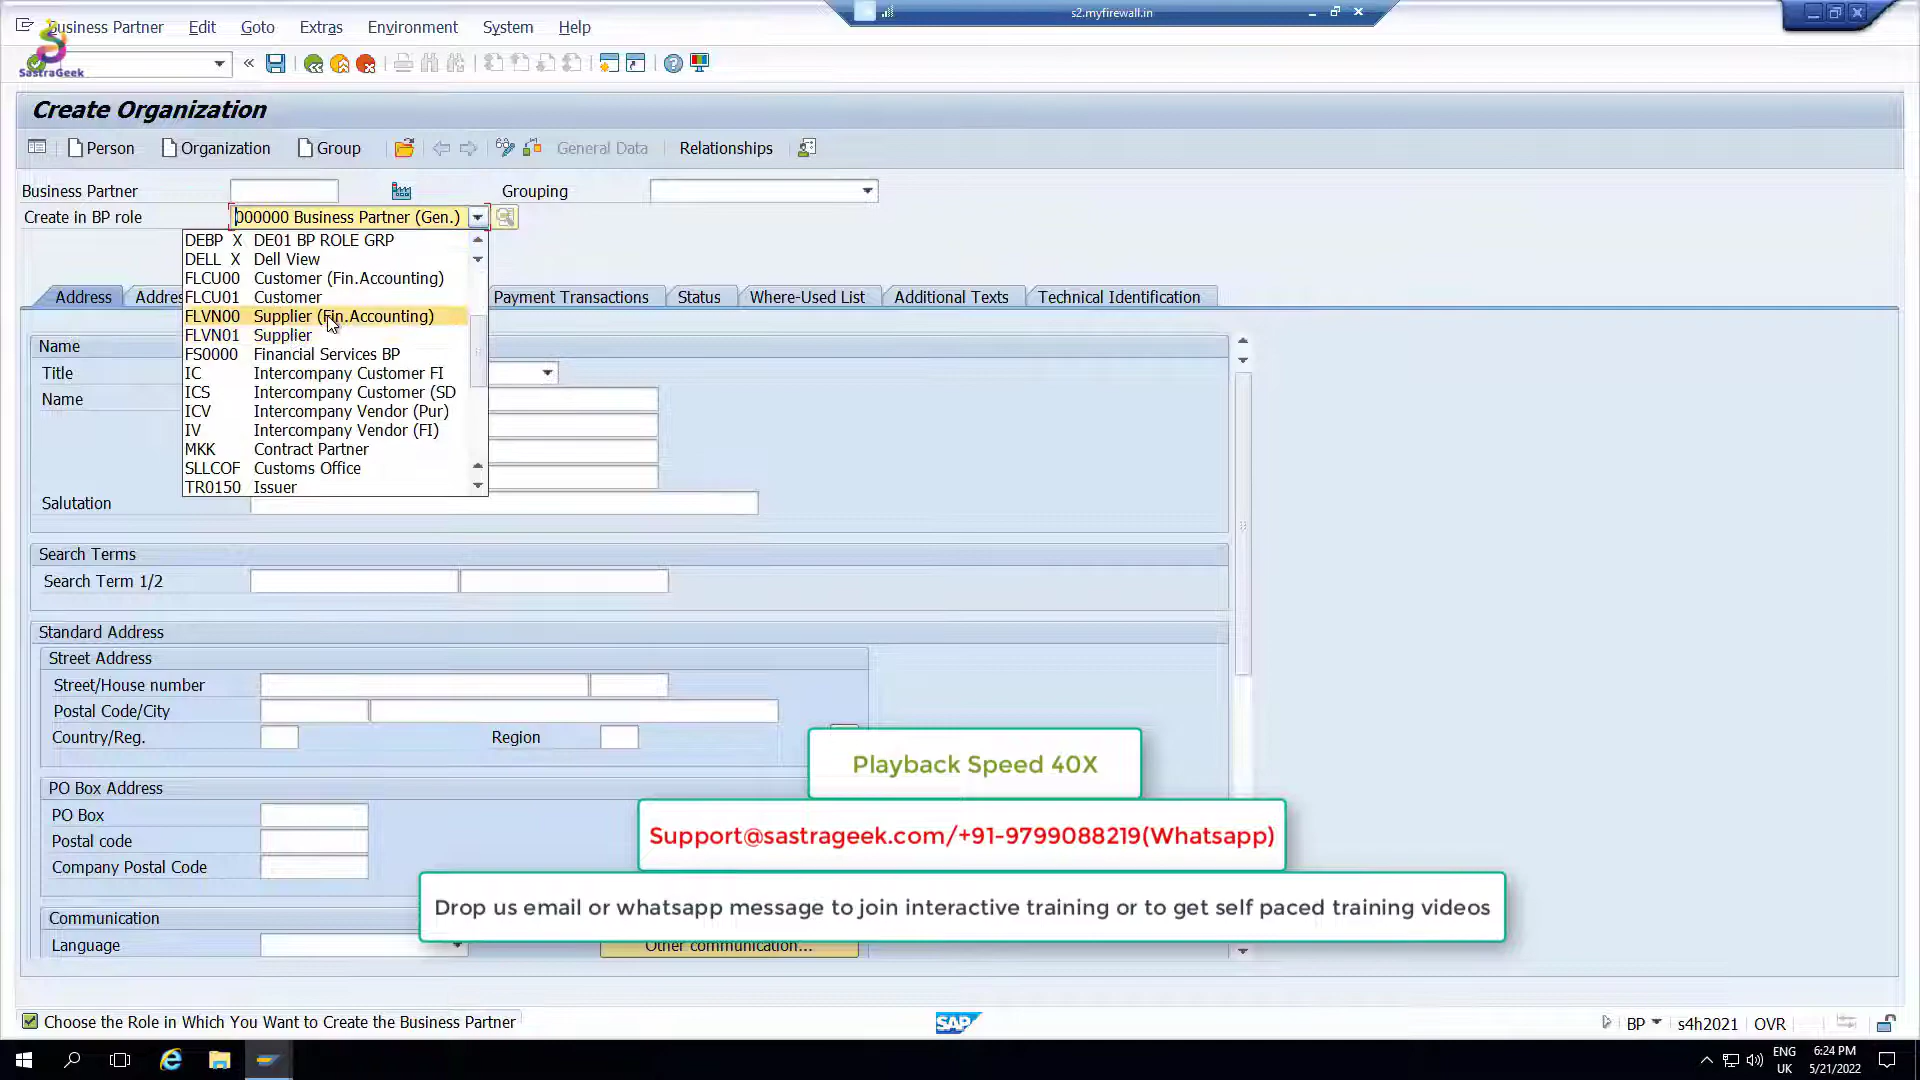 s2.myfirewall.in
Business Partner Edit Goto Extras Environment System Help
SastraGeek
Create Organization
Person Organization Group General Data Relationships
Business Partner Grouping
Create in BP role 000000 Business Partner (Gen.)
DEBP X DE01 BP ROLE GRP
DELL X Dell View
FLCU00 Customer (Fin.Accounting)
FLCU01 Customer
FLVN00 Supplier (Fin.Accounting)
FLVN01 Supplier
FS0000 Financial Services BP
IC Intercompany Customer FI
ICS Intercompany Customer (SD
ICV Intercompany Vendor (Pur)
IV Intercompany Vendor (FI)
MKK Contract Partner
SLLCOF Customs Office
TR0150 Issuer
Address Addres Payment Transactions Status Where-Used List Additional Texts Technical Identification
Name
Title
Name
Salutation
Search Terms
Search Term 1/2
Standard Address
Street Address
Street/House number
Postal Code/City
Country/Reg. Region
PO Box Address
PO Box
Postal code
Company Postal Code
Communication
Language Other communication...
Playback Speed 40X
Support@sastrageek.com/+91-9799088219(Whatsapp)
Drop us email or whatsapp message to join interactive training or to get self paced training videos
Choose the Role in Which You Want to Create the Business Partner
SAP
BP s4h2021 OVR
ENG 6:24 PM
UK 5/21/2022